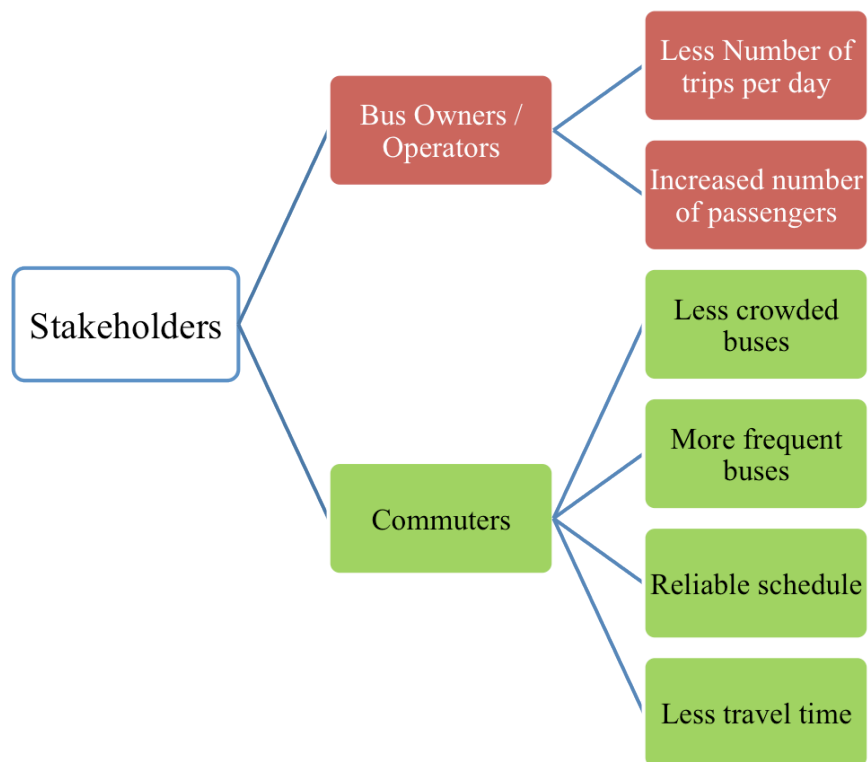 Stakeholders
Bus Owners /
Operators
Less Number of
trips per day
Increased number
of passengers
Commuters
Less crowded
buses
More frequent
buses
Reliable schedule
Less travel time